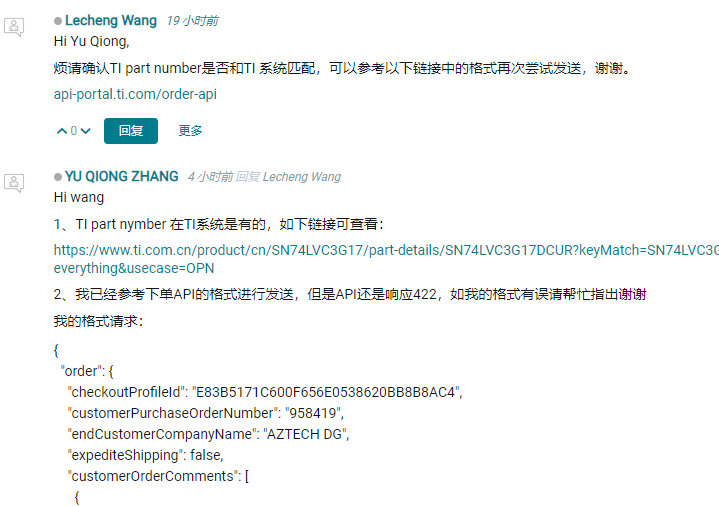 Lecheng Wang 19 小时前
Hi Yu Qiong,
烦请确认TI part number是否和TI 系统匹配，可以参考以下链接中的格式再次尝试发送，谢谢。
api-portal.ti.com/order-api
0 回复 更多
YU QIONG ZHANG 4 小时前 回复 Lecheng Wang
Hi wang
1、TI part nymber 在TI系统是有的，如下链接可查看：
https://www.ti.com.cn/product/cn/SN74LVC3G17/part-details/SN74LVC3G17DCUR?keyMatch=SN74LVC3G
everything&usecase=OPN
2、我已经参考下单API的格式进行发送，但是API还是响应422，如我的格式有误请帮忙指出谢谢
我的格式请求：
{
"order": {
"checkoutProfileId": "E83B5171C600F656E0538620BB8B8AC4",
"customerPurchaseOrderNumber": "958419",
"endCustomerCompanyName": "AZTECH DG",
"expediteShipping": false,
"customerOrderComments": [
{